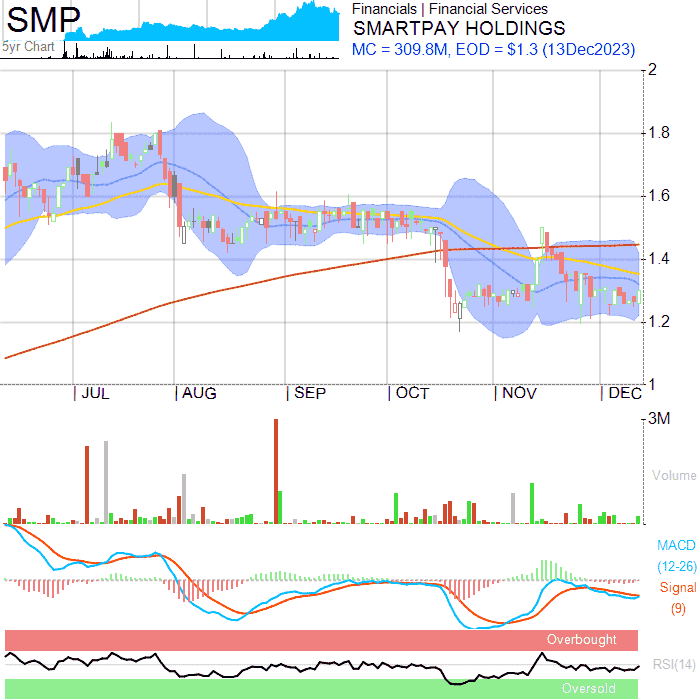 SMP
5yr Chart
Financials | Financial Services
SMARTPAY HOLDINGS
MC = 309.8M, EOD = $1.3 (13Dec2023)
2
1.8
1.6
1.4
1.2
1
| JUL | AUG | SEP | OCT | NOV | DEC
3M
Volume
MACD
(12-26)
Signal
(9)
Overbought
RSI(14)
Oversold